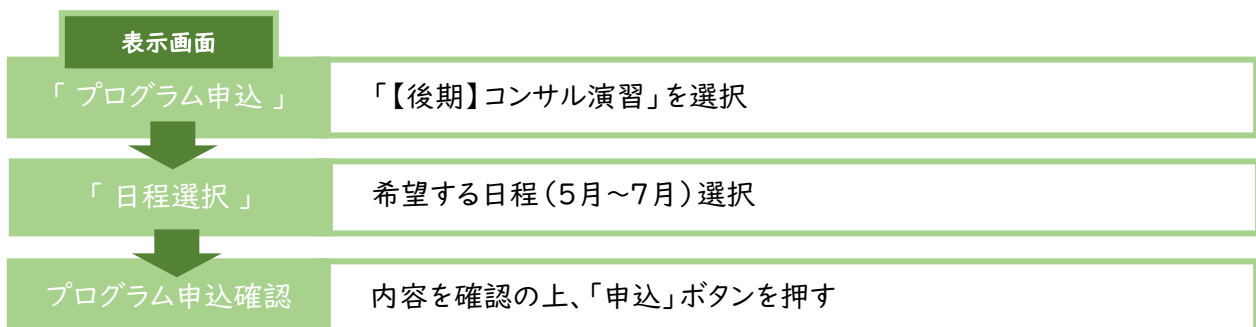 表示画面
「 プログラム申込 」
「【後期】コンサル演習」を選択
「 日程選択 」
希望する日程（5月～7月）選択
プログラム申込確認
内容を確認の上、「申込」ボタンを押す